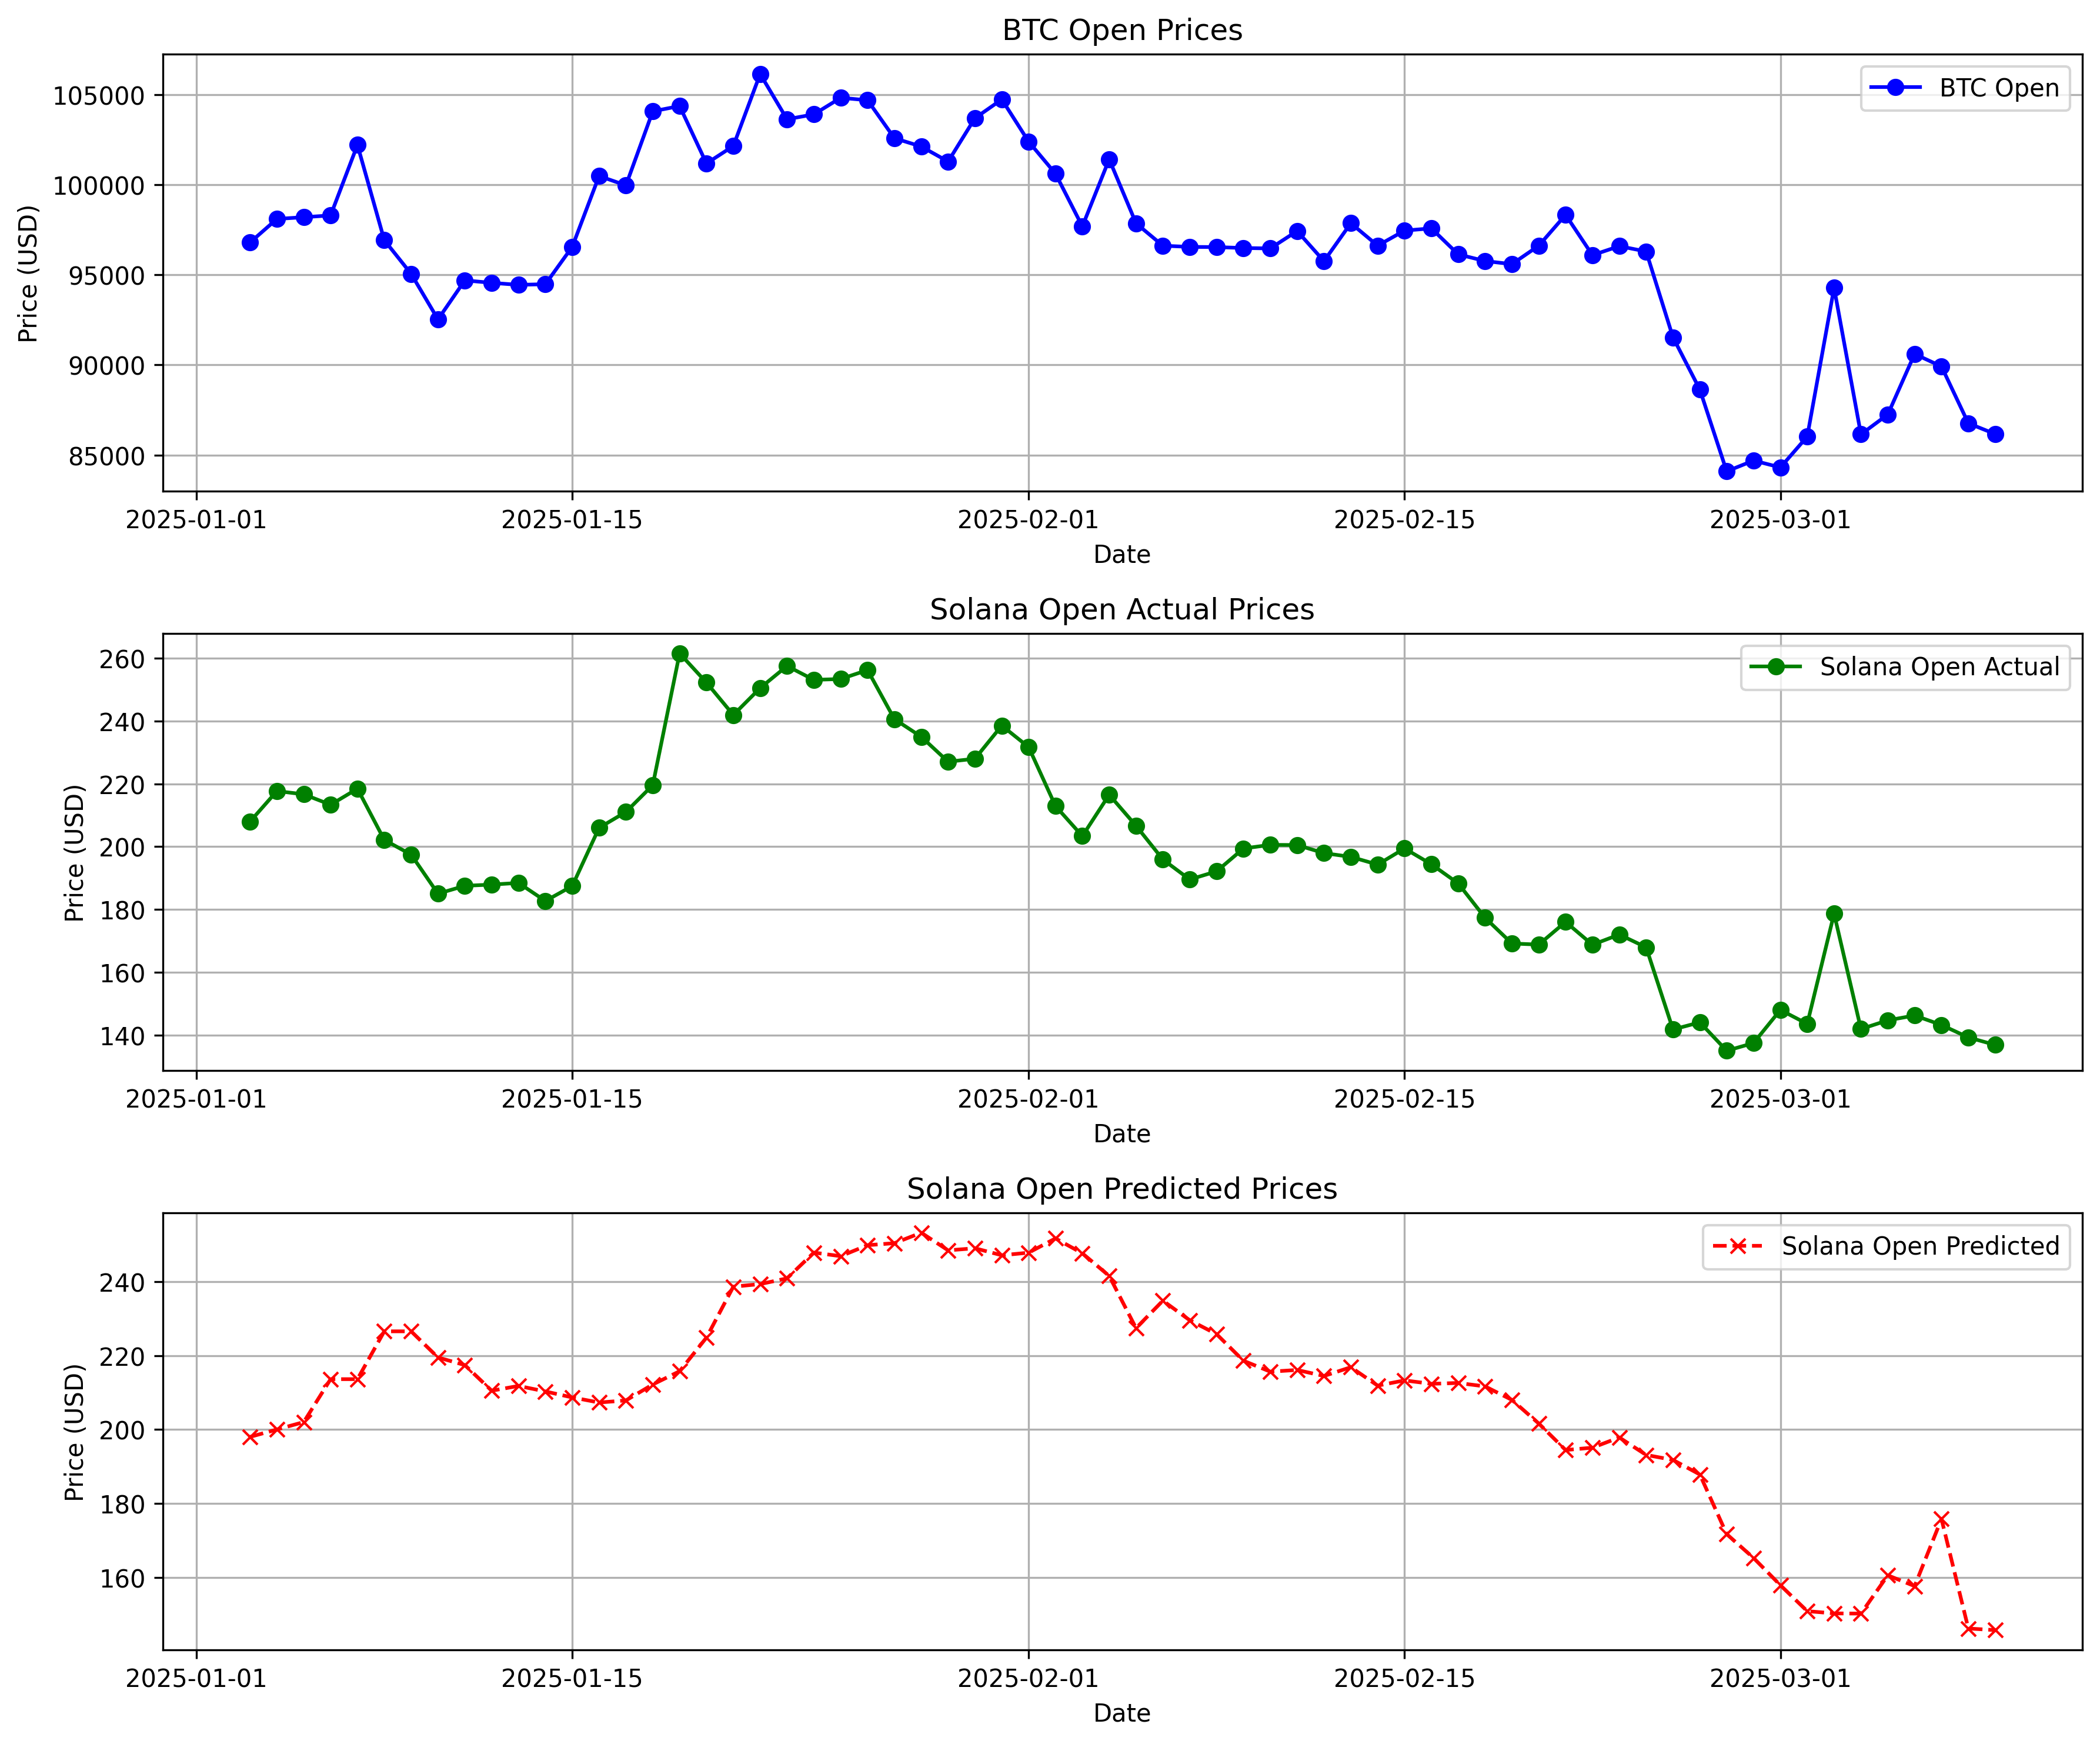 BTC Open Prices
BTC Open
105000
100000
95000
90000
85000
Price (USD)
2025-01-01 2025-01-15 2025-02-01 2025-02-15 2025-03-01
Date
Solana Open Actual Prices
Solana Open Actual
260
240
220
200
180
160
140
Price (USD)
2025-01-01 2025-01-15 2025-02-01 2025-02-15 2025-03-01
Date
Solana Open Predicted Prices
Solana Open Predicted
240
220
200
180
160
Price (USD)
2025-01-01 2025-01-15 2025-02-01 2025-02-15 2025-03-01
Date